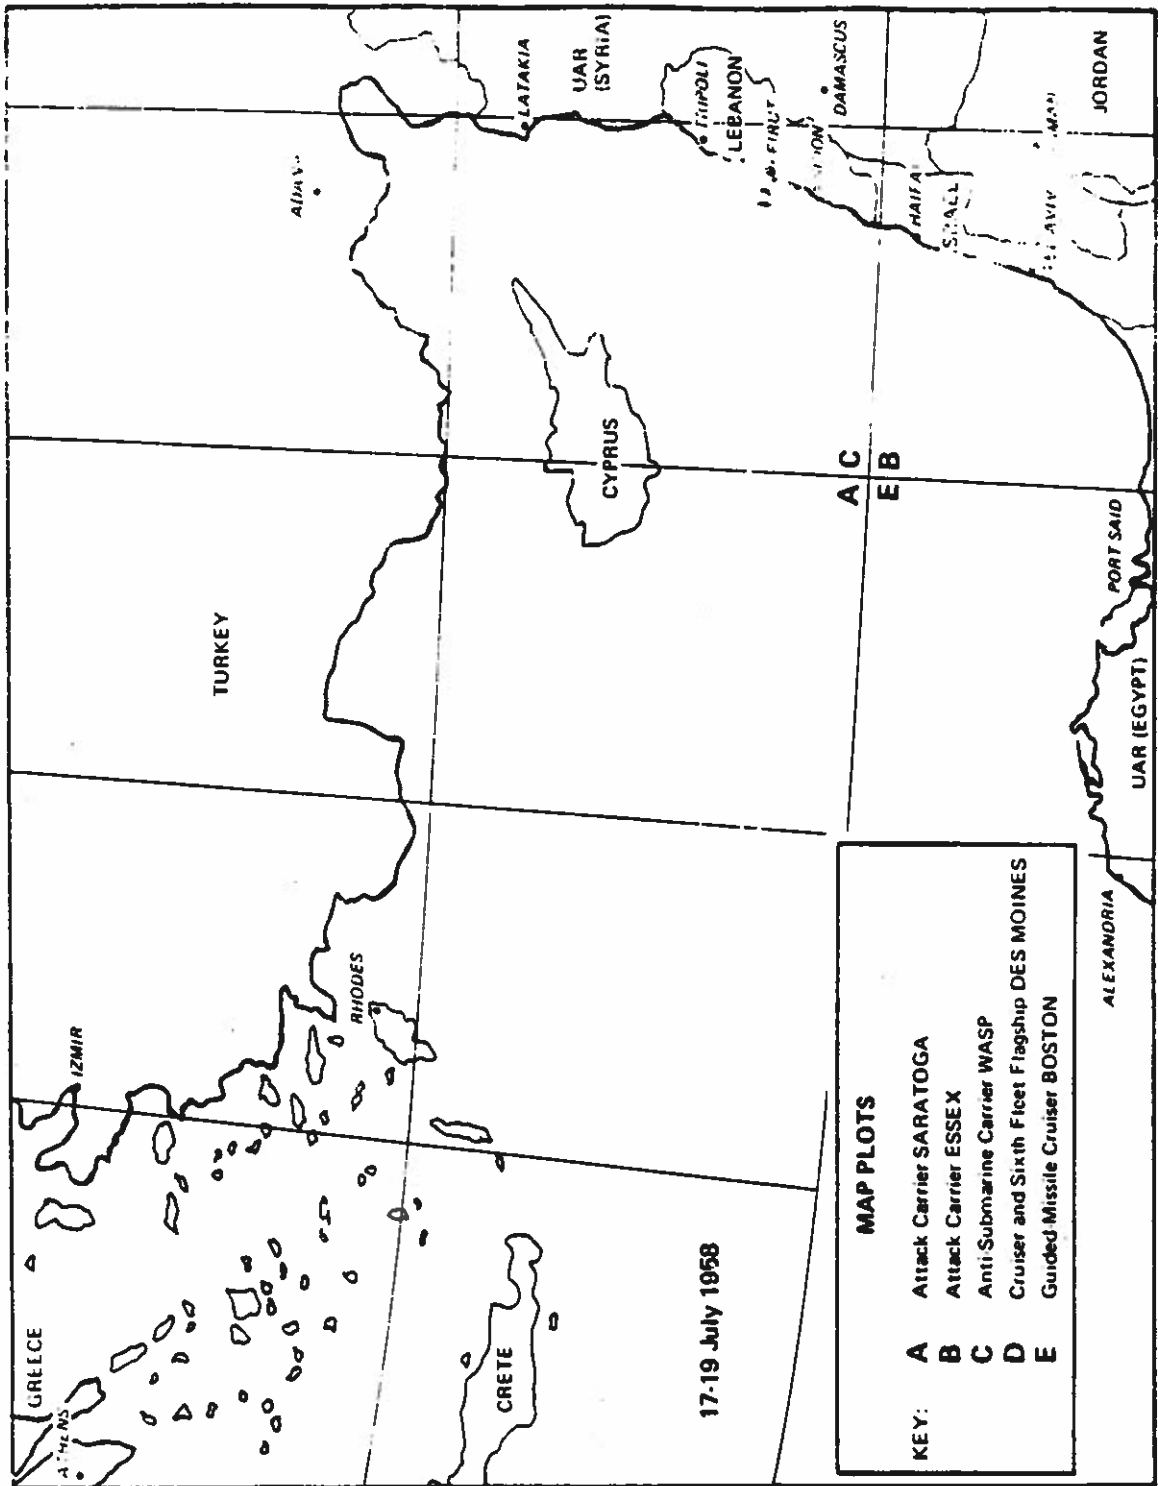 GREECE
IZMIR
TURKEY
RHODES
CRETE
CYPRUS
LATAKIA
UAR
(SYRIA)
LEBANON
DAMASCUS
HAIFA
JORDAN
A C
E B
PORT SAID
UAR (EGYPT)
ALEXANDRIA
17-19 July 1958
MAP PLOTS
KEY: A Attack Carrier SARATOGA
B Attack Carrier ESSEX
C Anti-Submarine Carrier WASP
D Cruiser and Sixth Fleet Flagship DES MOINES
E Guided-Missile Cruiser BOSTON